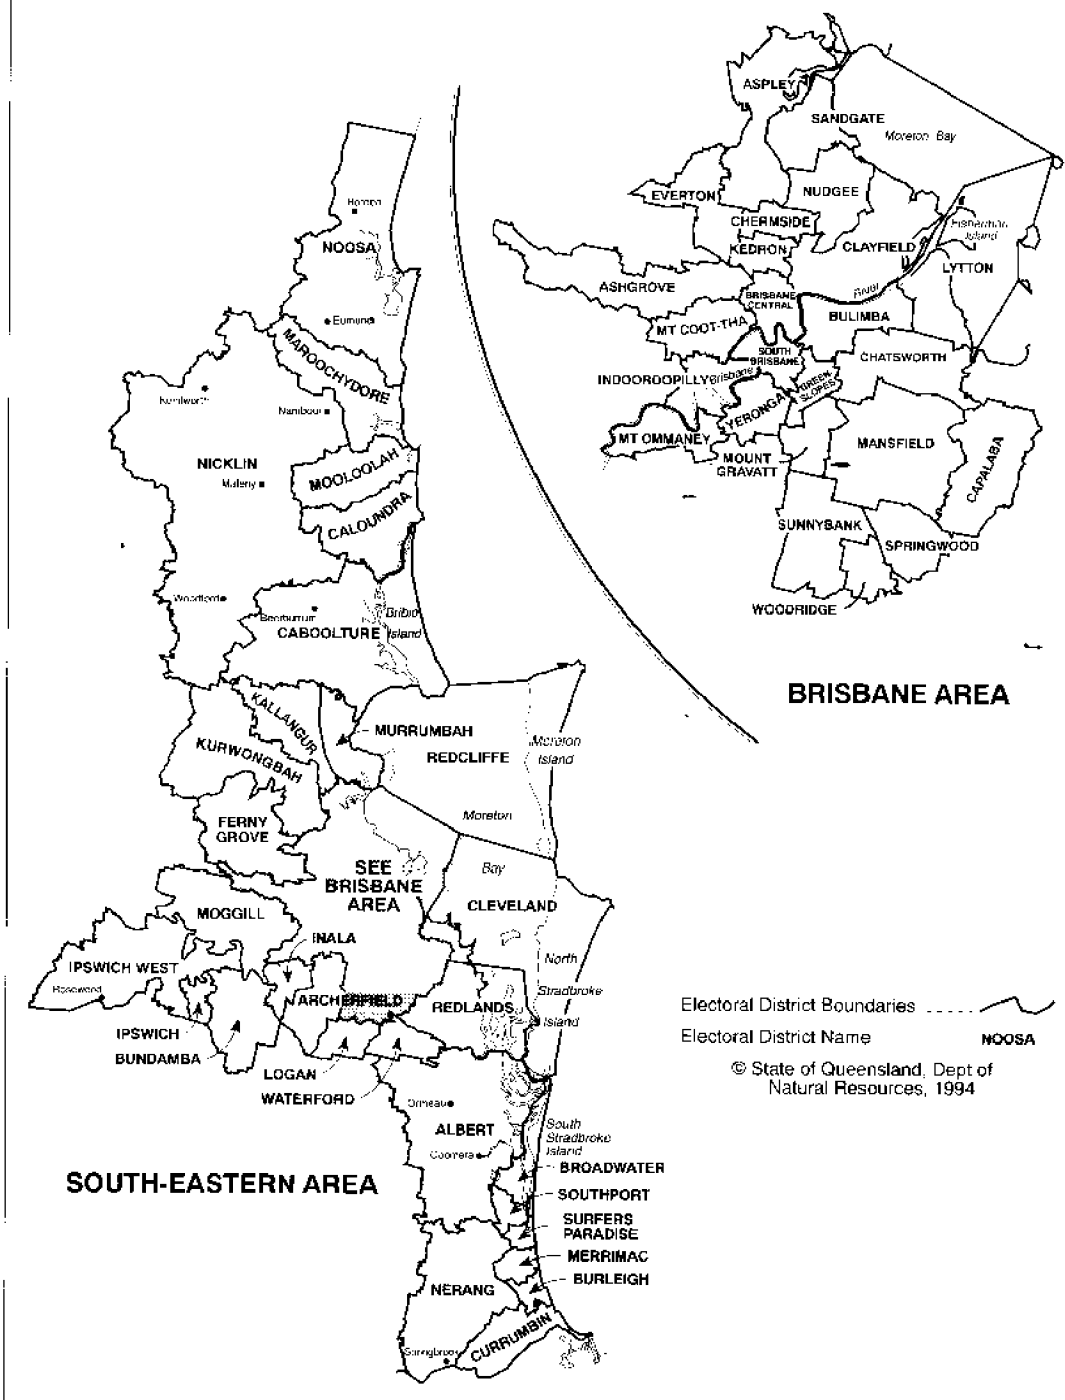 ASPLEY
SANDGATE
Moreton Bay
EVERTON
NUDGEE
CHERMSIDE
Fisherman
Island
KEDRON
CLAYFIELD
LYTTON
ASHGROVE
BRISBANE
CENTRAL
River
BULIMBA
MT COOT-THA
SOUTH
BRISBANE
CHATSWORTH
INDOOROOPILLY
Brisbane
GREEN-
SLOPES
YERONGA
MT OMMANEY
MANSFIELD
MOUNT
GRAVATT
CAPALABA
SUNNYBANK
SPRINGWOOD
WOODRIDGE
BRISBANE AREA
NOOSA
Eumundi
MAROOCHYDORE
Kenilworth
Nambour
NICKLIN
MOOLOOLAH
Maleny
CALOUNDRA
Woodford
Beerburrum
Bribie
Island
CABOOLTURE
KALLANGUR
MURRUMBAH
REDCLIFFE
Moreton
Island
KURWONGBAH
FERNY
GROVE
Moreton
Bay
SEE
BRISBANE
AREA
CLEVELAND
MOGGILL
INALA
North
Stradbroke
Island
IPSWICH WEST
Rosewood
ARCHERFIELD
REDLANDS
IPSWICH
BUNDAMBA
LOGAN
WATERFORD
Ormeau
ALBERT
Coomera
South
Stradbroke
Island
BROADWATER
SOUTHPORT
SURFERS
PARADISE
MERRIMAC
BURLEIGH
NERANG
CURRUMBIN
Springbrook
SOUTH-EASTERN AREA
Electoral District Boundaries
Electoral District Name NOOSA
© State of Queensland, Dept of
Natural Resources, 1994